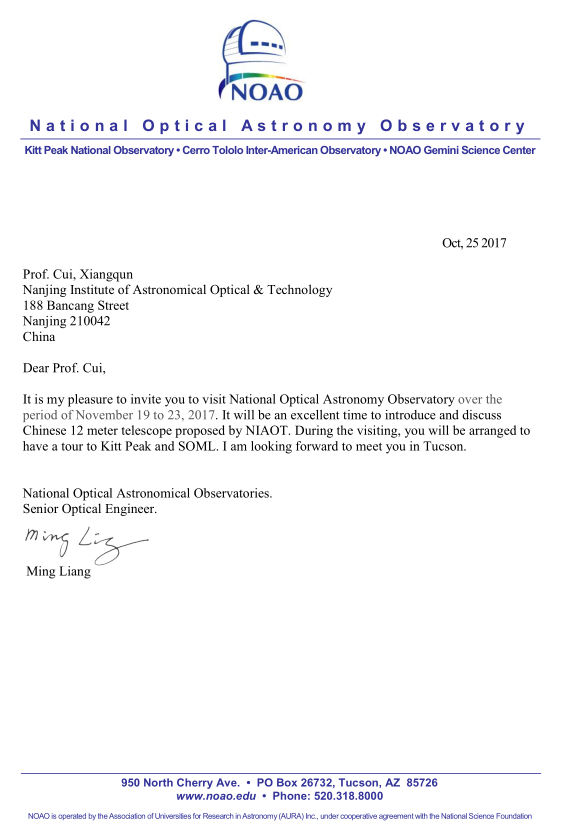 NOAO
National Optical Astronomy Observatory
Kitt Peak National Observatory • Cerro Tololo Inter-American Observatory • NOAO Gemini Science Center
Oct, 25 2017
Prof. Cui, Xiangqun
Nanjing Institute of Astronomical Optical & Technology
188 Bancang Street
Nanjing 210042
China
Dear Prof. Cui,
It is my pleasure to invite you to visit National Optical Astronomy Observatory over the
period of November 19 to 23, 2017. It will be an excellent time to introduce and discuss
Chinese 12 meter telescope proposed by NIAOT. During the visiting, you will be arranged to
have a tour to Kitt Peak and SOML. I am looking forward to meet you in Tucson.
National Optical Astronomical Observatories.
Senior Optical Engineer.
Ming Liang
Ming Liang
950 North Cherry Ave. • PO Box 26732, Tucson, AZ 85726
www.noao.edu • Phone: 520.318.8000
NOAO is operated by the Association of Universities for Research in Astronomy (AURA) Inc., under cooperative agreement with the National Science Foundation